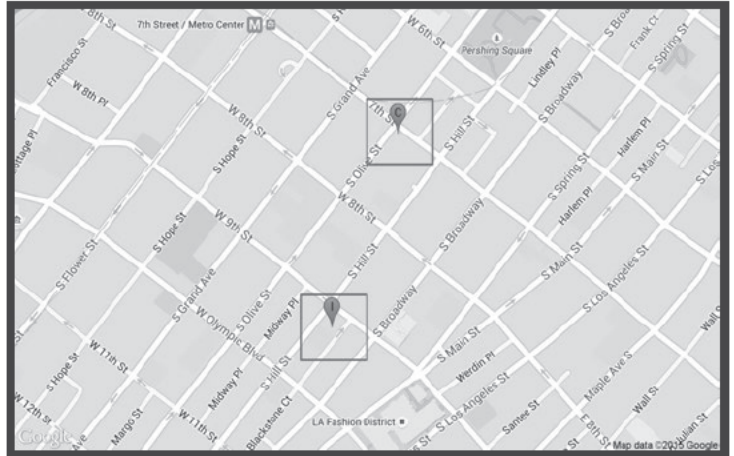 W 8th St
7th Street / Metro Center M
W 6th St
S Broadway
Frank Ct
S Spring St
Pershing Square
Lindley Pl
Francisco St
W 8th Pl
S Grand Ave
C
S Broadway
W 8th St
S Hill St
Harlem Pl
S Main St
S Hope St
S Olive St
S Spring St
W 8th St
Harlem Pl
W 9th St
S Broadway
S Hope St
S Hill St
S Main St
S Flower St
S Los Angeles St
S Grand Ave
S Olive St
Midway Pl
I
S Broadway
W Olympic Blvd
S Main St
W 11th St
S Hill St
Werdin Pl
Maple Ave S
S Hope St
Midway Pl
S Los Angeles St
Wall St
W 12th St
Margo St
W 11th St
Blackstone Ct
LA Fashion District
Santee St
E 8th St
Google
Map data ©2015 Google